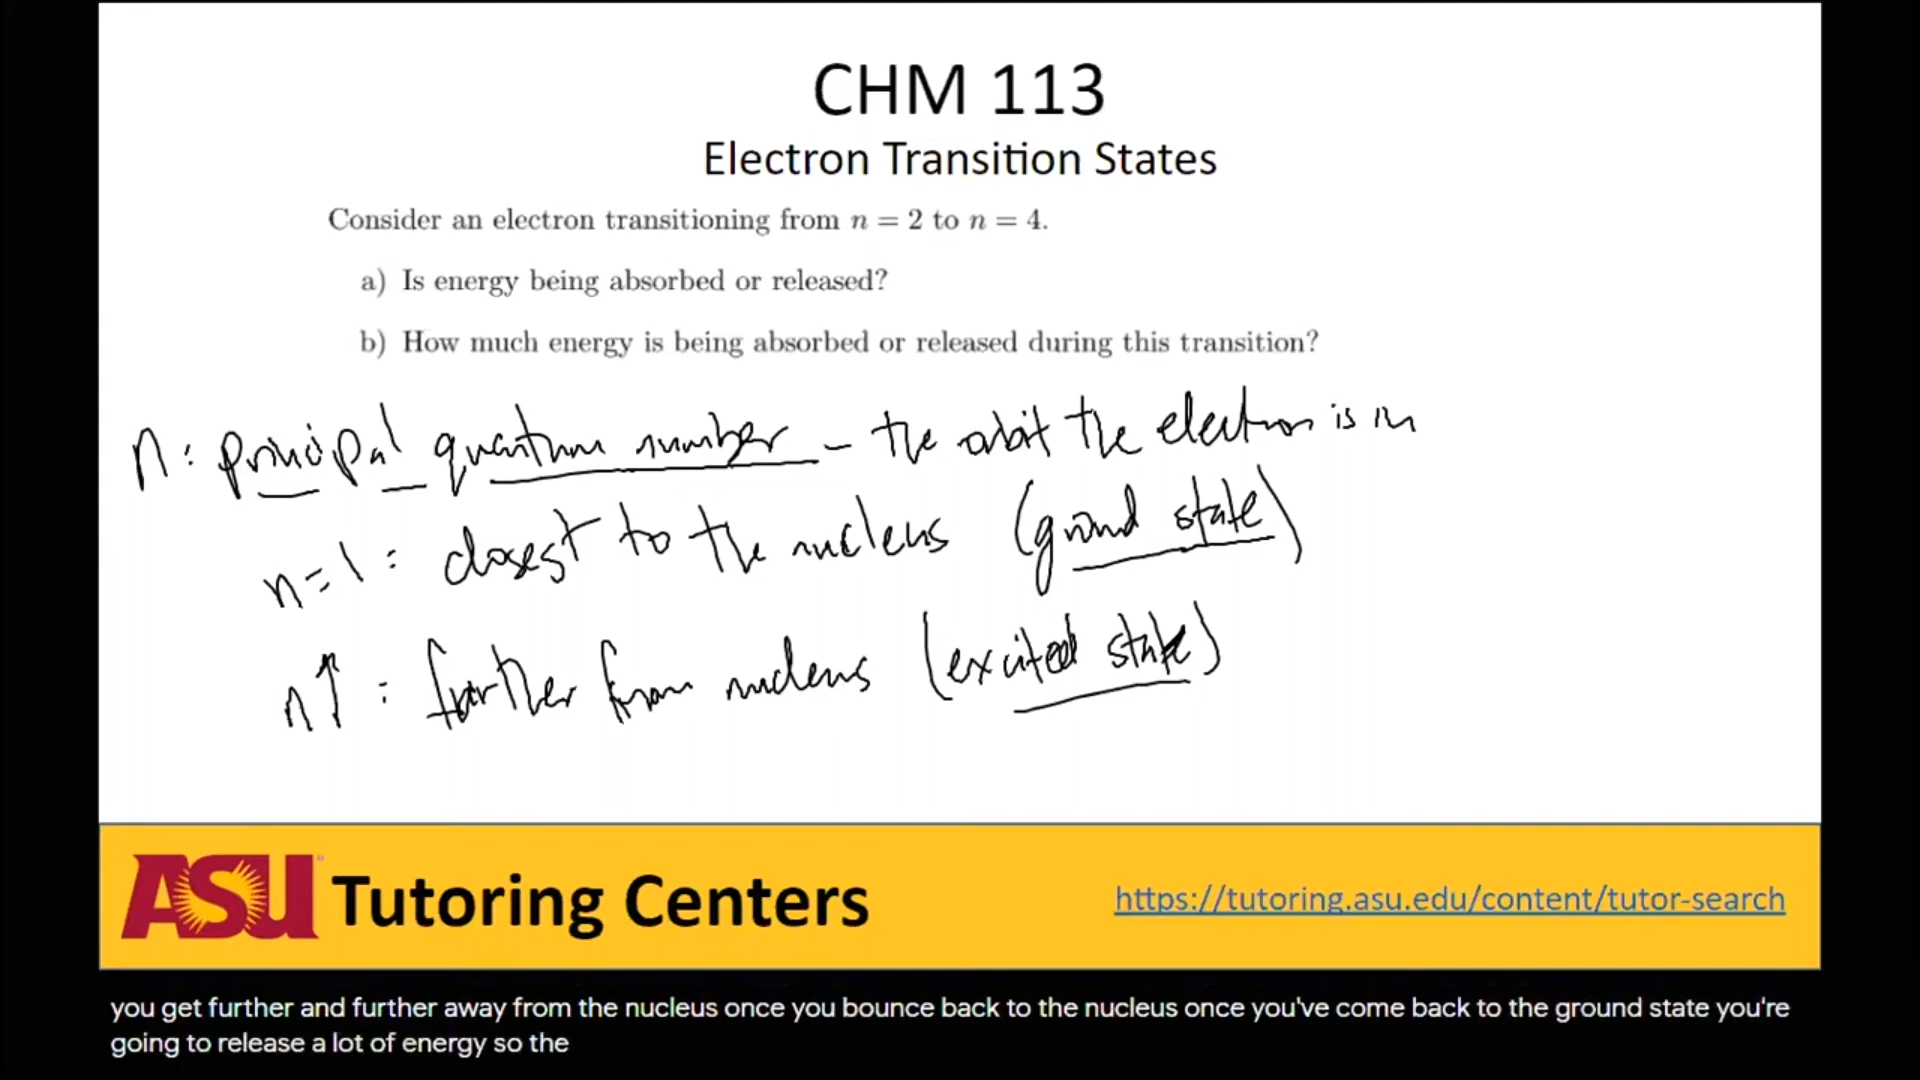 CHM 113
Electron Transition States
Consider an electron transitioning from n = 2 to n = 4.
a) Is energy being absorbed or released?
b) How much energy is being absorbed or released during this transition?
n: principal quantum number – the orbit the electron is in
n=1: closest to the nucleus (ground state)
n↑: further from nucleus (excited state)
ASU Tutoring Centers
https://tutoring.asu.edu/content/tutor-search
you get further and further away from the nucleus once you bounce back to the nucleus once you've come back to the ground state you're
going to release a lot of energy so the